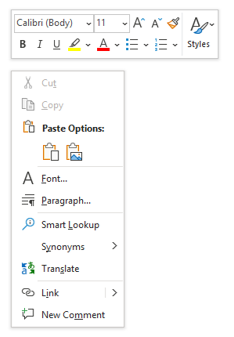 Calibri (Body) 11 A A
B I U A Styles
Cut
Copy
Paste Options:
A Font...
Paragraph...
Smart Lookup
Synonyms
Translate
Link
New Comment